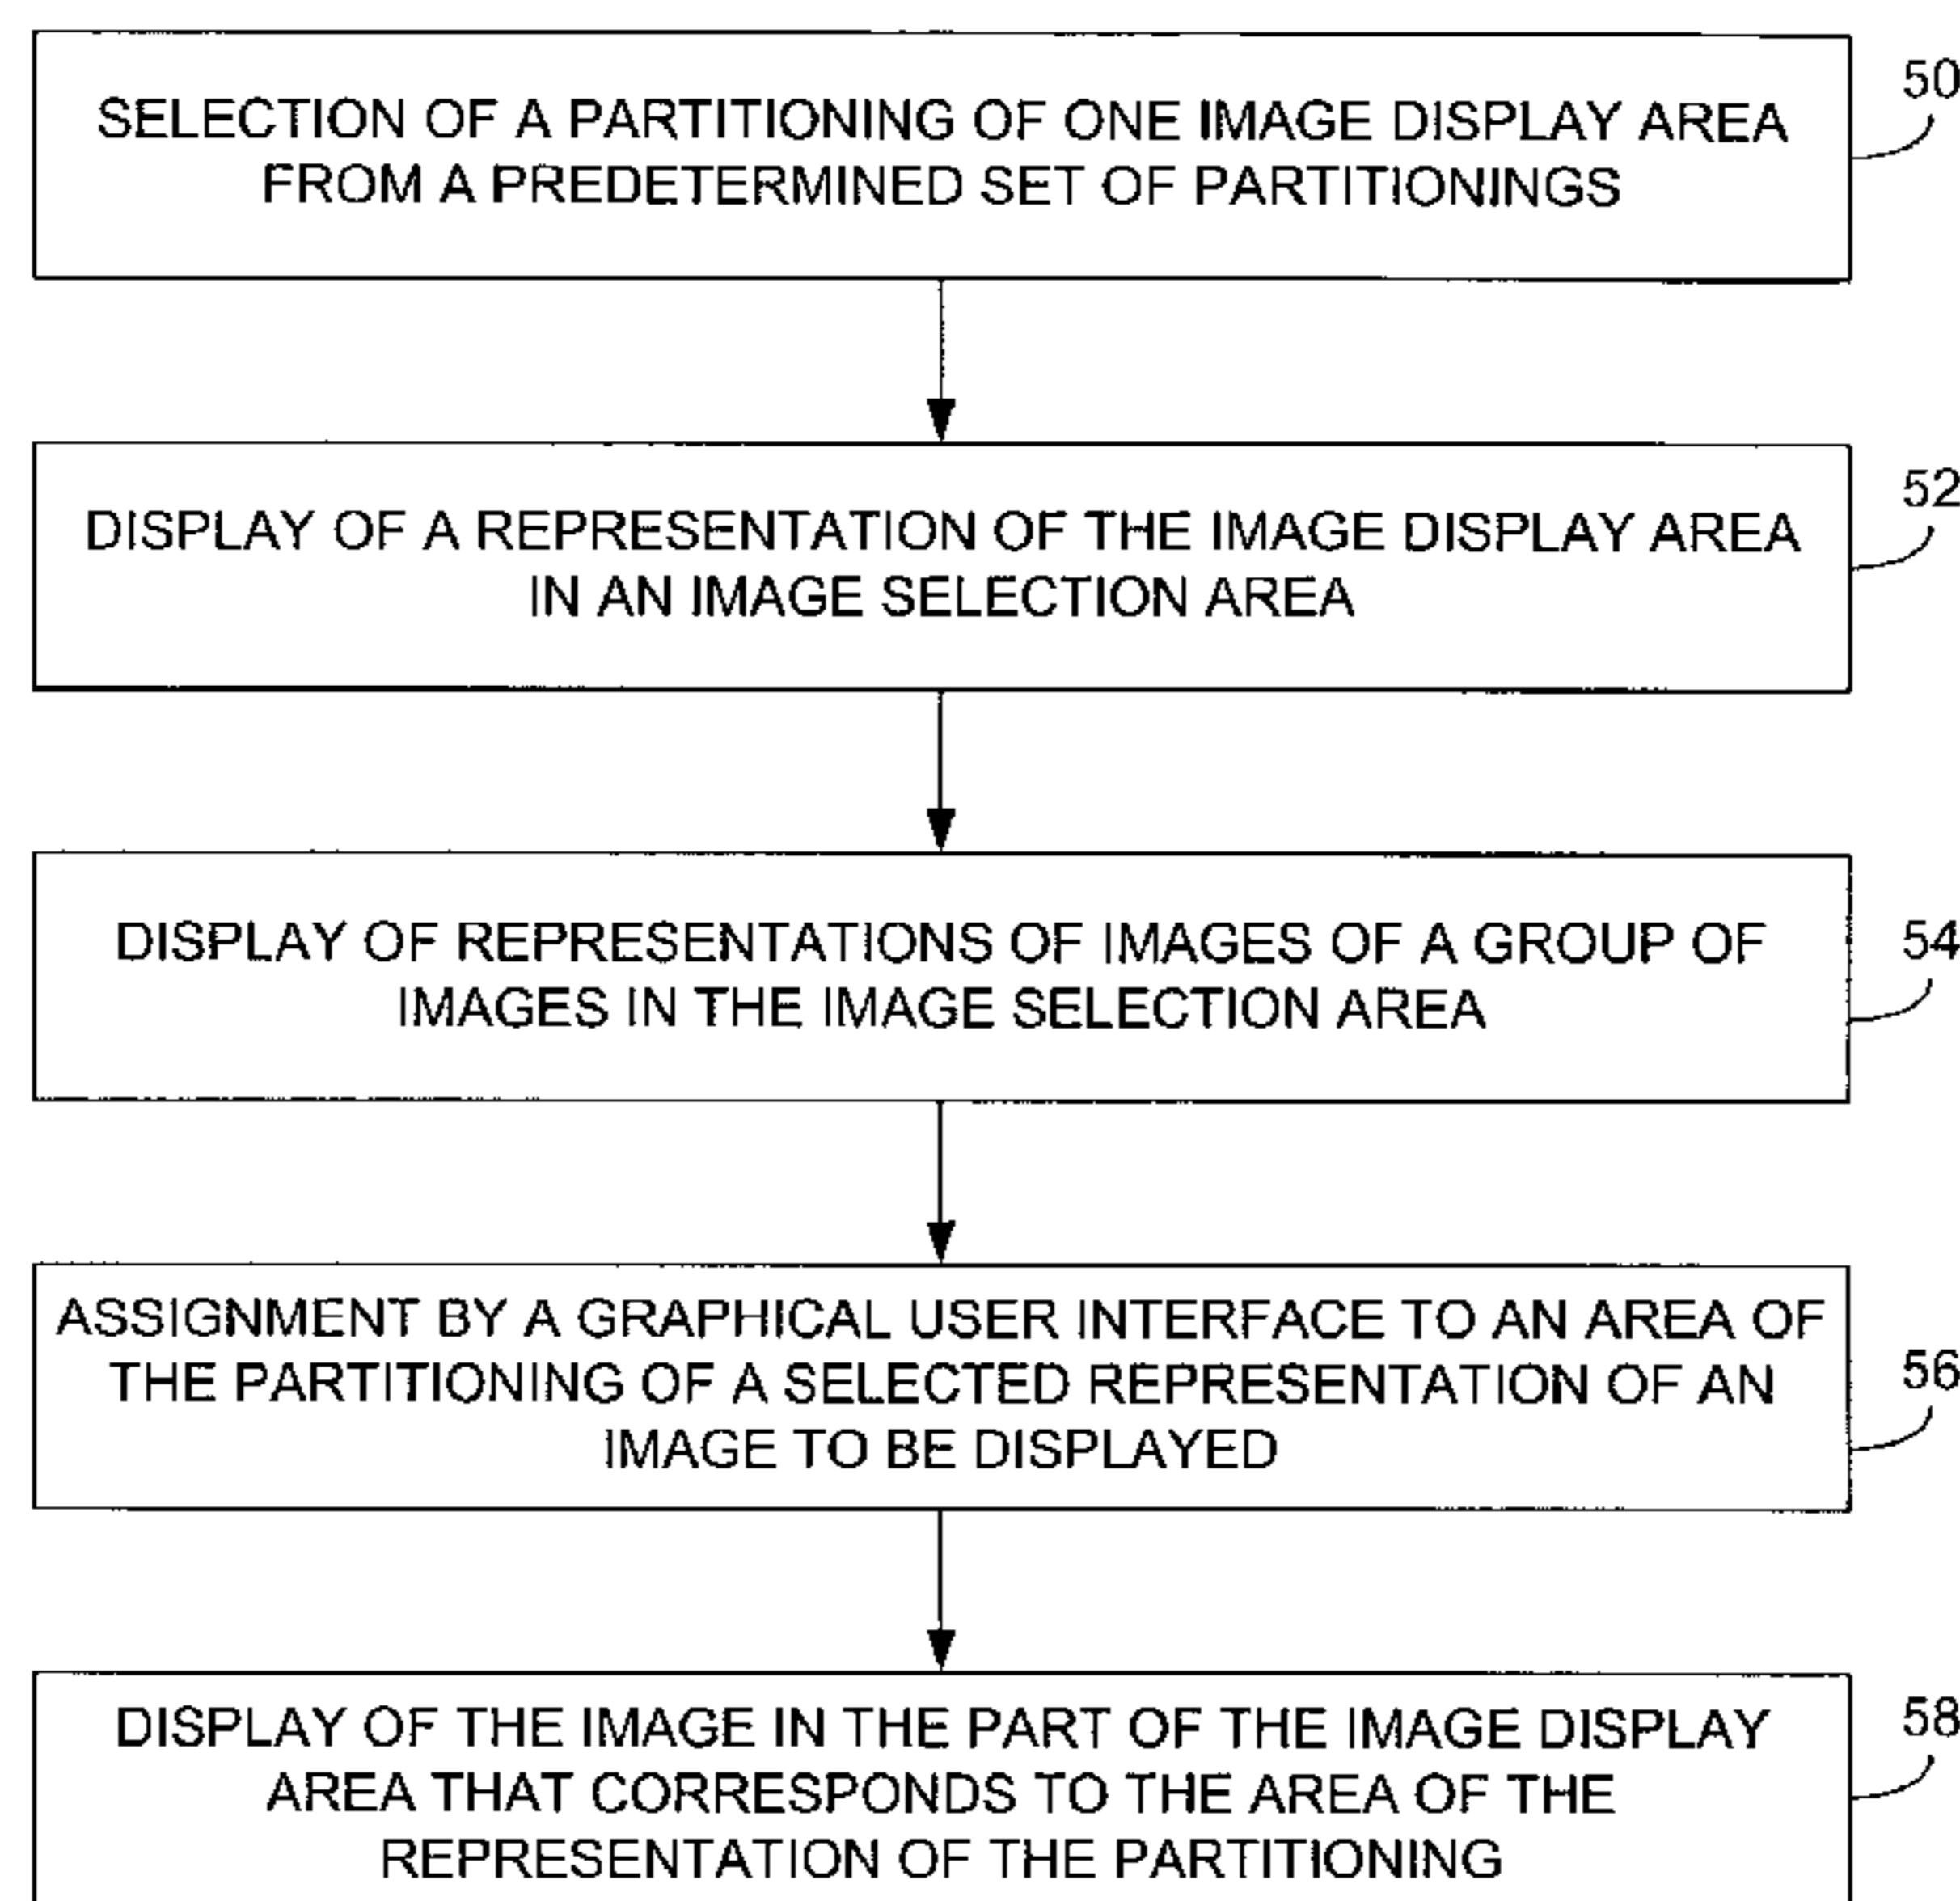 SELECTION OF A PARTITIONING OF ONE IMAGE DISPLAY AREA
FROM A PREDETERMINED SET OF PARTITIONINGS
50
DISPLAY OF A REPRESENTATION OF THE IMAGE DISPLAY AREA
IN AN IMAGE SELECTION AREA
52
DISPLAY OF REPRESENTATIONS OF IMAGES OF A GROUP OF
IMAGES IN THE IMAGE SELECTION AREA
54
ASSIGNMENT BY A GRAPHICAL USER INTERFACE TO AN AREA OF
THE PARTITIONING OF A SELECTED REPRESENTATION OF AN
IMAGE TO BE DISPLAYED
56
DISPLAY OF THE IMAGE IN THE PART OF THE IMAGE DISPLAY
AREA THAT CORRESPONDS TO THE AREA OF THE
REPRESENTATION OF THE PARTITIONING
58